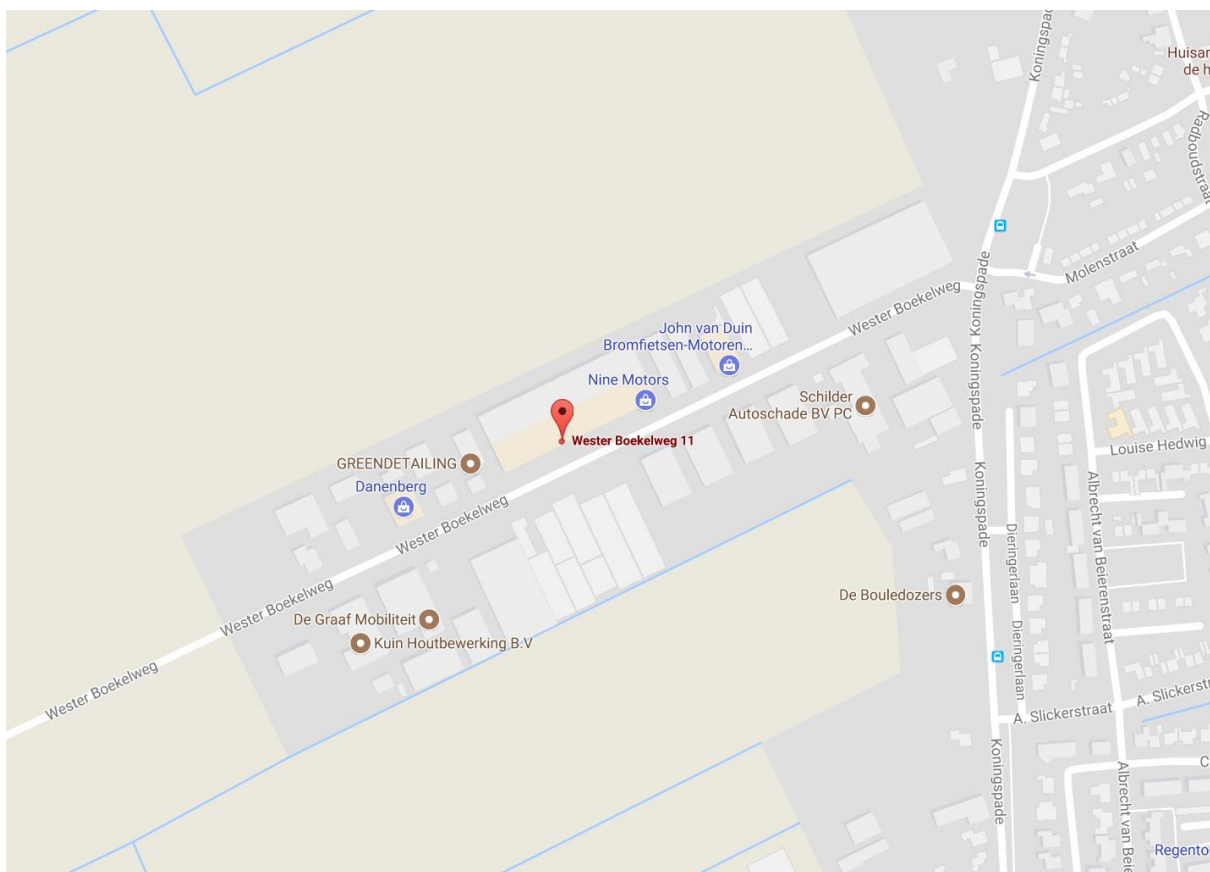 Koningspade
Huisar
de h
Radboudstraat
Molenstraat
Koningspade
Wester Boekelweg
Koningspade
John van Duin
Bromfietsen-Motoren...
Nine Motors
Schilder
Autoschade BV PC
Wester Boekelweg 11
Louise Hedwig
GREENDETAILING
Danenberg
Wester Boekelweg
Koningspade
Albrecht van Beierenstraat
Dieringerlaan
De Bouledozers
Wester Boekelweg
De Graaf Mobiliteit
Kuin Houtbewerking B.V
Dieringerlaan
Wester Boekelweg
A. Slickerstraat
A. Slickerstr
Koningspade
Albrecht van Beie
C
Regento